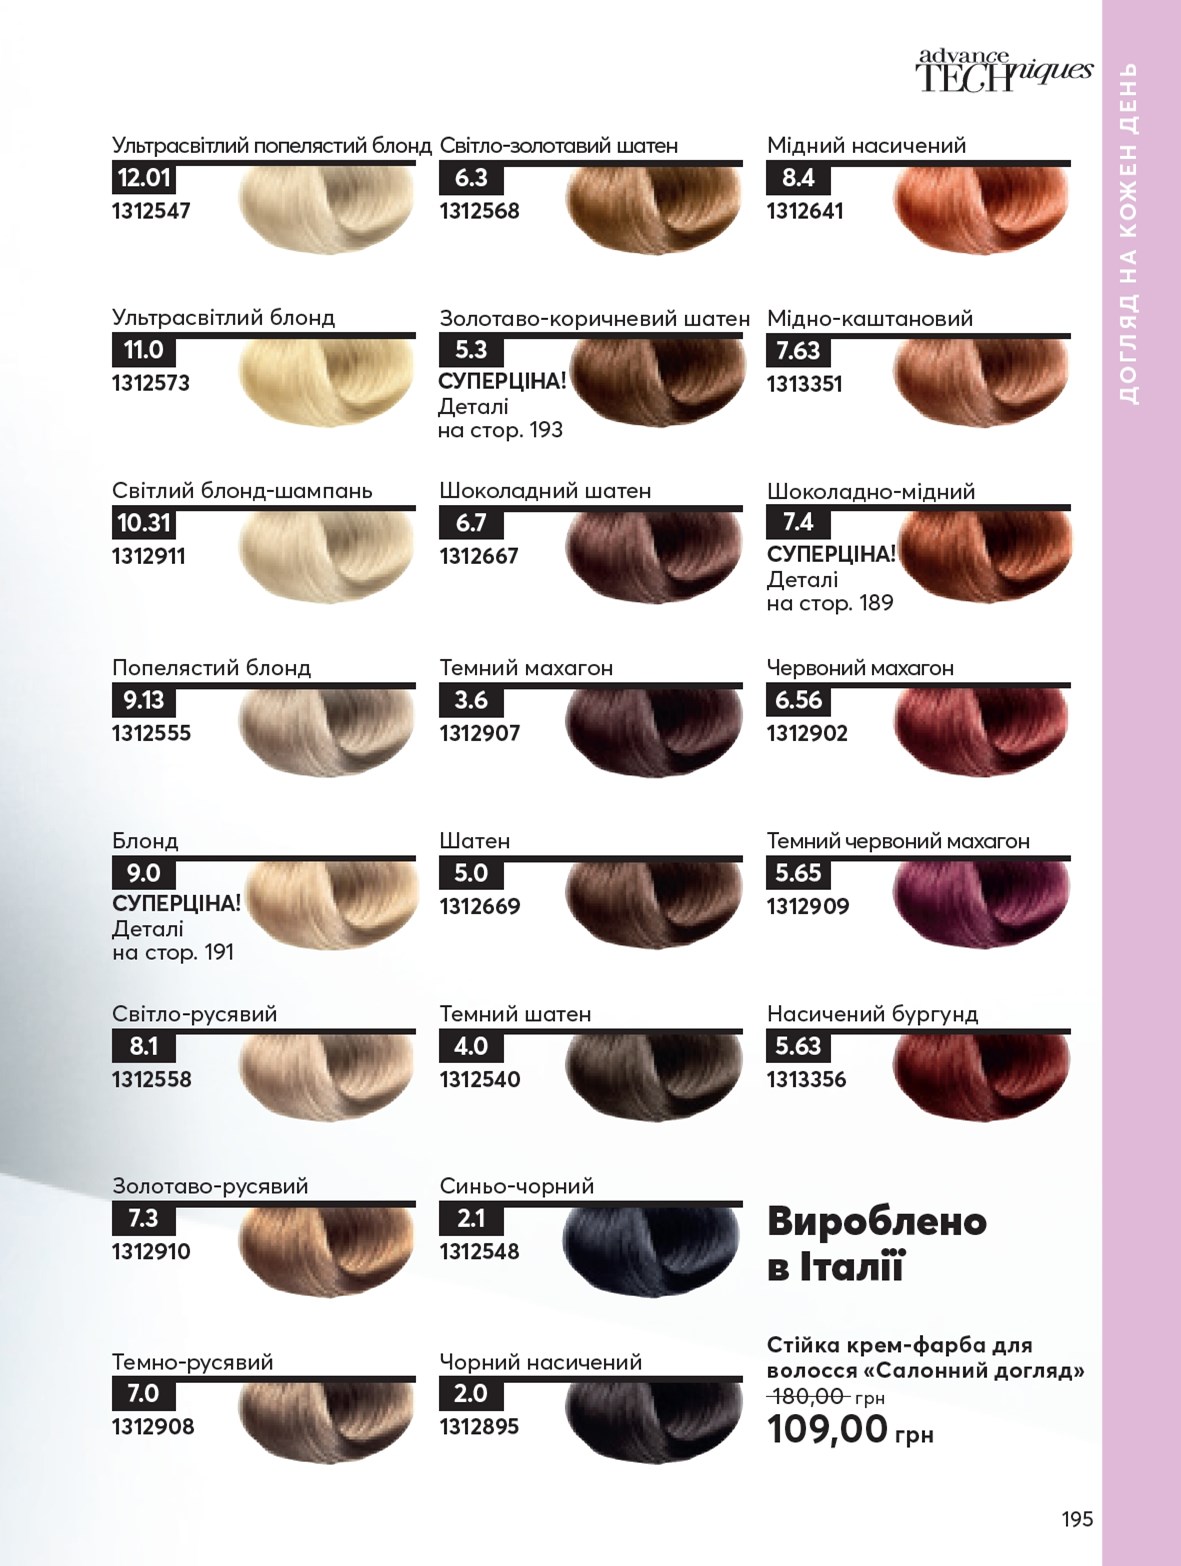 advance
TECHniques
ДОГЛЯД НА КОЖЕН ДЕНЬ
Ультрасвітлий попелястий блонд
12.01
1312547
Світло-золотавий шатен
6.3
1312568
Мідний насичений
8.4
1312641
Ультрасвітлий блонд
11.0
1312573
Золотаво-коричневий шатен
5.3
СУПЕРЦІНА!
Деталі
на стор. 193
Мідно-каштановий
7.63
1313351
Світлий блонд-шампань
10.31
1312911
Шоколадний шатен
6.7
1312667
Шоколадно-мідний
7.4
СУПЕРЦІНА!
Деталі
на стор. 189
Попелястий блонд
9.13
1312555
Темний махагон
3.6
1312907
Червоний махагон
6.56
1312902
Блонд
9.0
СУПЕРЦІНА!
Деталі
на стор. 191
Шатен
5.0
1312669
Темний червоний махагон
5.65
1312909
Світло-русявий
8.1
1312558
Темний шатен
4.0
1312540
Насичений бургунд
5.63
1313356
Золотаво-русявий
7.3
1312910
Синьо-чорний
2.1
1312548
Вироблено
в Італії
Темно-русявий
7.0
1312908
Чорний насичений
2.0
1312895
Стійка крем-фарба для
волосся «Салонний догляд»
180,00 грн
109,00 грн
195